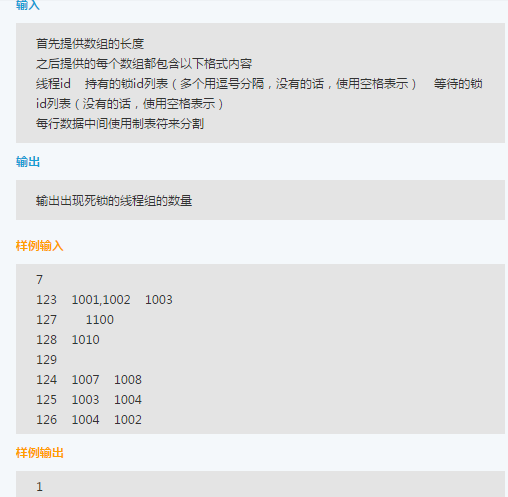 输入
首先提供数组的长度
之后提供的每个数组都包含以下格式内容
线程id 持有的锁id列表（多个用逗号分隔，没有的话，使用空格表示） 等待的锁
id列表（没有的话，使用空格表示）
每行数据中间使用制表符来分割
输出
输出出现死锁的线程组的数量
样例输入
7
123 1001,1002 1003
127 1100
128 1010
129
124 1007 1008
125 1003 1004
126 1004 1002
样例输出
1